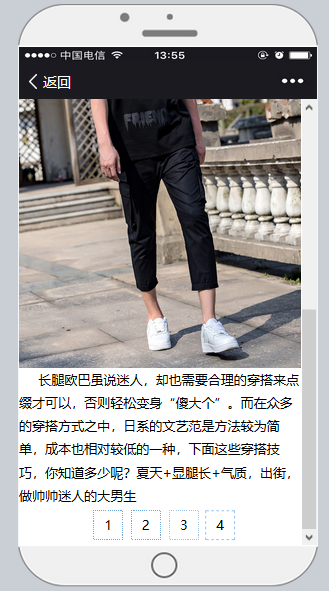 ●●●●○ 中国电信 13:55
返回
FRIEND
长腿欧巴虽说迷人，却也需要合理的穿搭来点
缀才可以，否则轻松变身“傻大个”。而在众多
的穿搭方式之中，日系的文艺范是方法较为简
单，成本也相对较低的一种，下面这些穿搭技
巧，你知道多少呢？夏天+显腿长+气质，出街，
做帅帅迷人的大男生
1 2 3 4